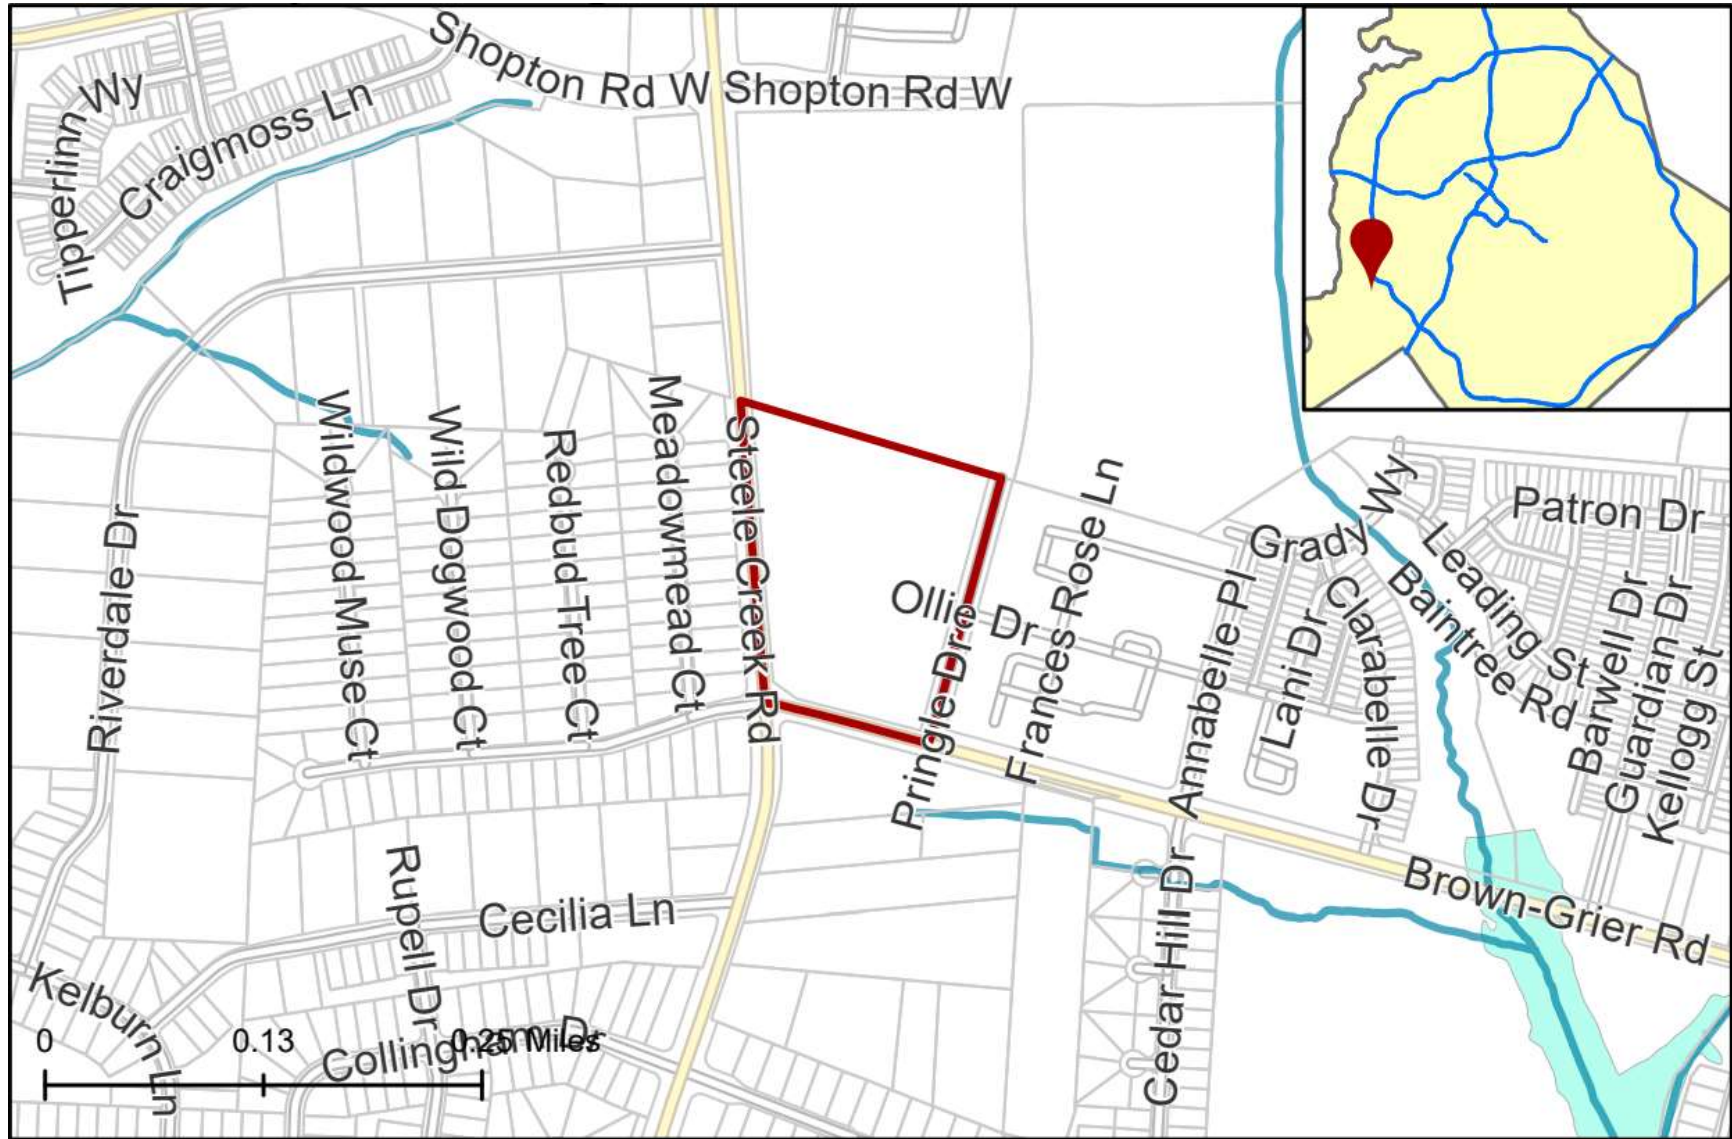 Shopton Rd W
Shopton Rd W
Tipperlinn Wy
Craigmoss Ln
Riverdale Dr
Wildwood Muse Ct
Wild Dogwood Ct
Redbud Tree Ct
Meadowmead Ct
Steele Creek Rd
Ollie Dr
Pringle Dr
Frances Rose Ln
Annabelle Pl
Grady Wy
Lani Dr
Clarabelle Dr
Baintree Rd
Leading St
Patron Dr
Barwell Dr
Guardian Dr
Kellogg St
Brown-Grier Rd
Cedar Hill Dr
Cecilia Ln
Rupell Dr
Kelburn Ln
Collingham Dr
0
0.13
0.25 Miles